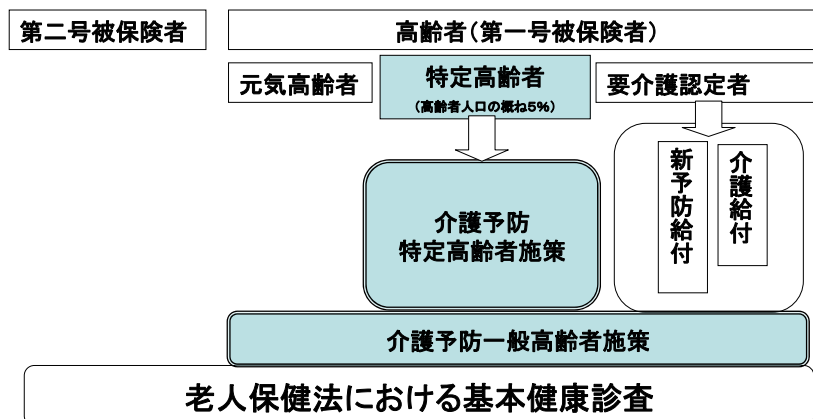 第二号被保険者
高齢者(第一号被保険者)
元気高齢者
特定高齢者
(高齢者人口の概ね5%)
要介護認定者
介護予防
特定高齢者施策
新予防給付
介護給付
介護予防一般高齢者施策
老人保健法における基本健康診査